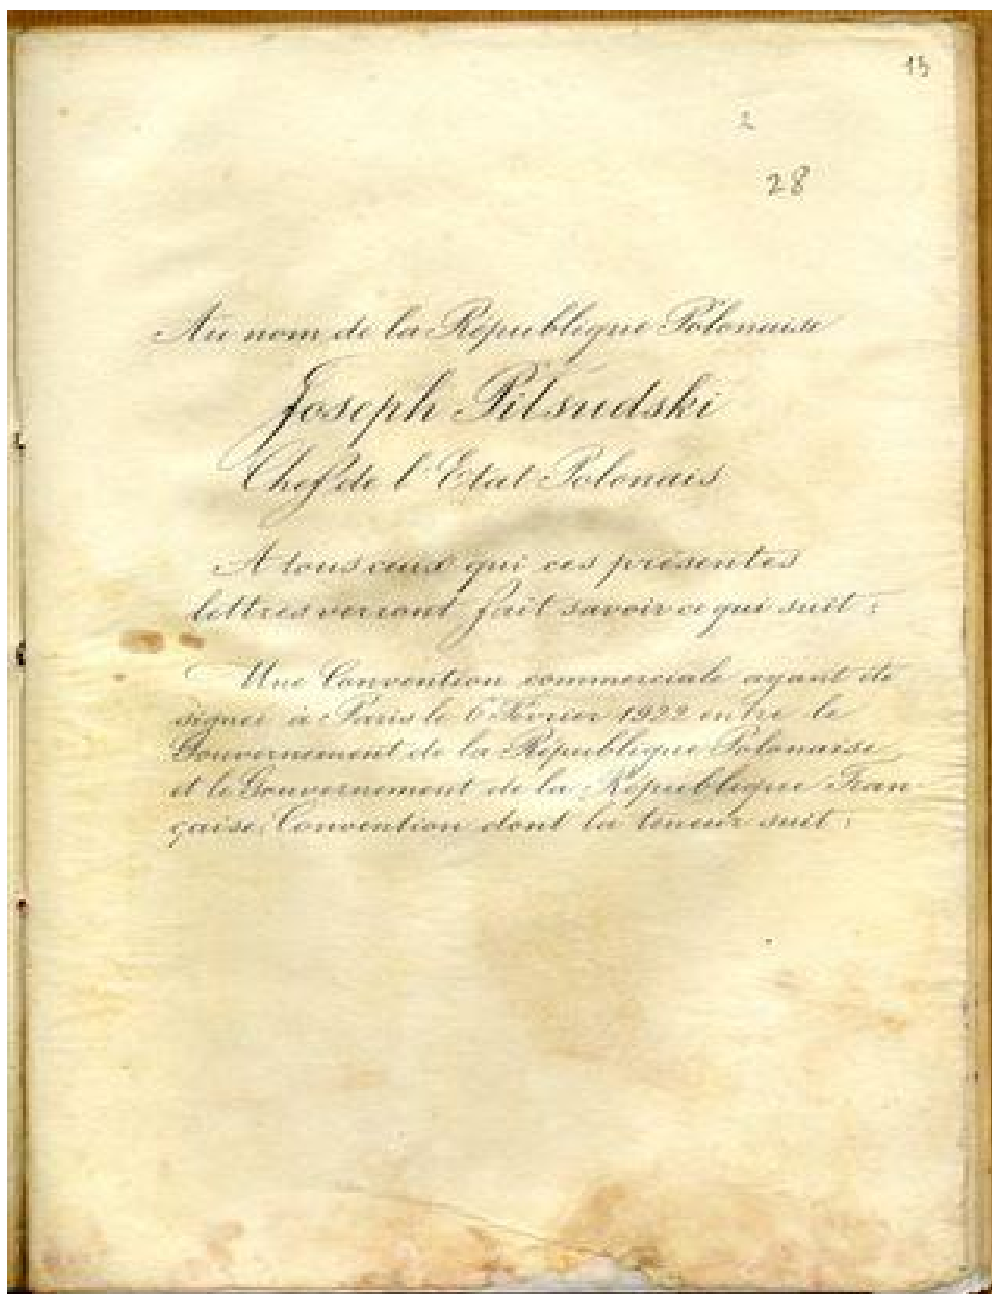 15
2
28
Au nom de la République Polonaise
Joseph Piłsudski
Chef de l'Etat Polonais
A tous ceux qui ces présentes
lettres verront fait savoir ce qui suit :
Une Convention commerciale ayant été
signée à Paris le 6 Février 1922 entre le
Gouvernement de la République Polonaise
et le Gouvernement de la République Fran-
çaise, Convention dont la teneur suit :